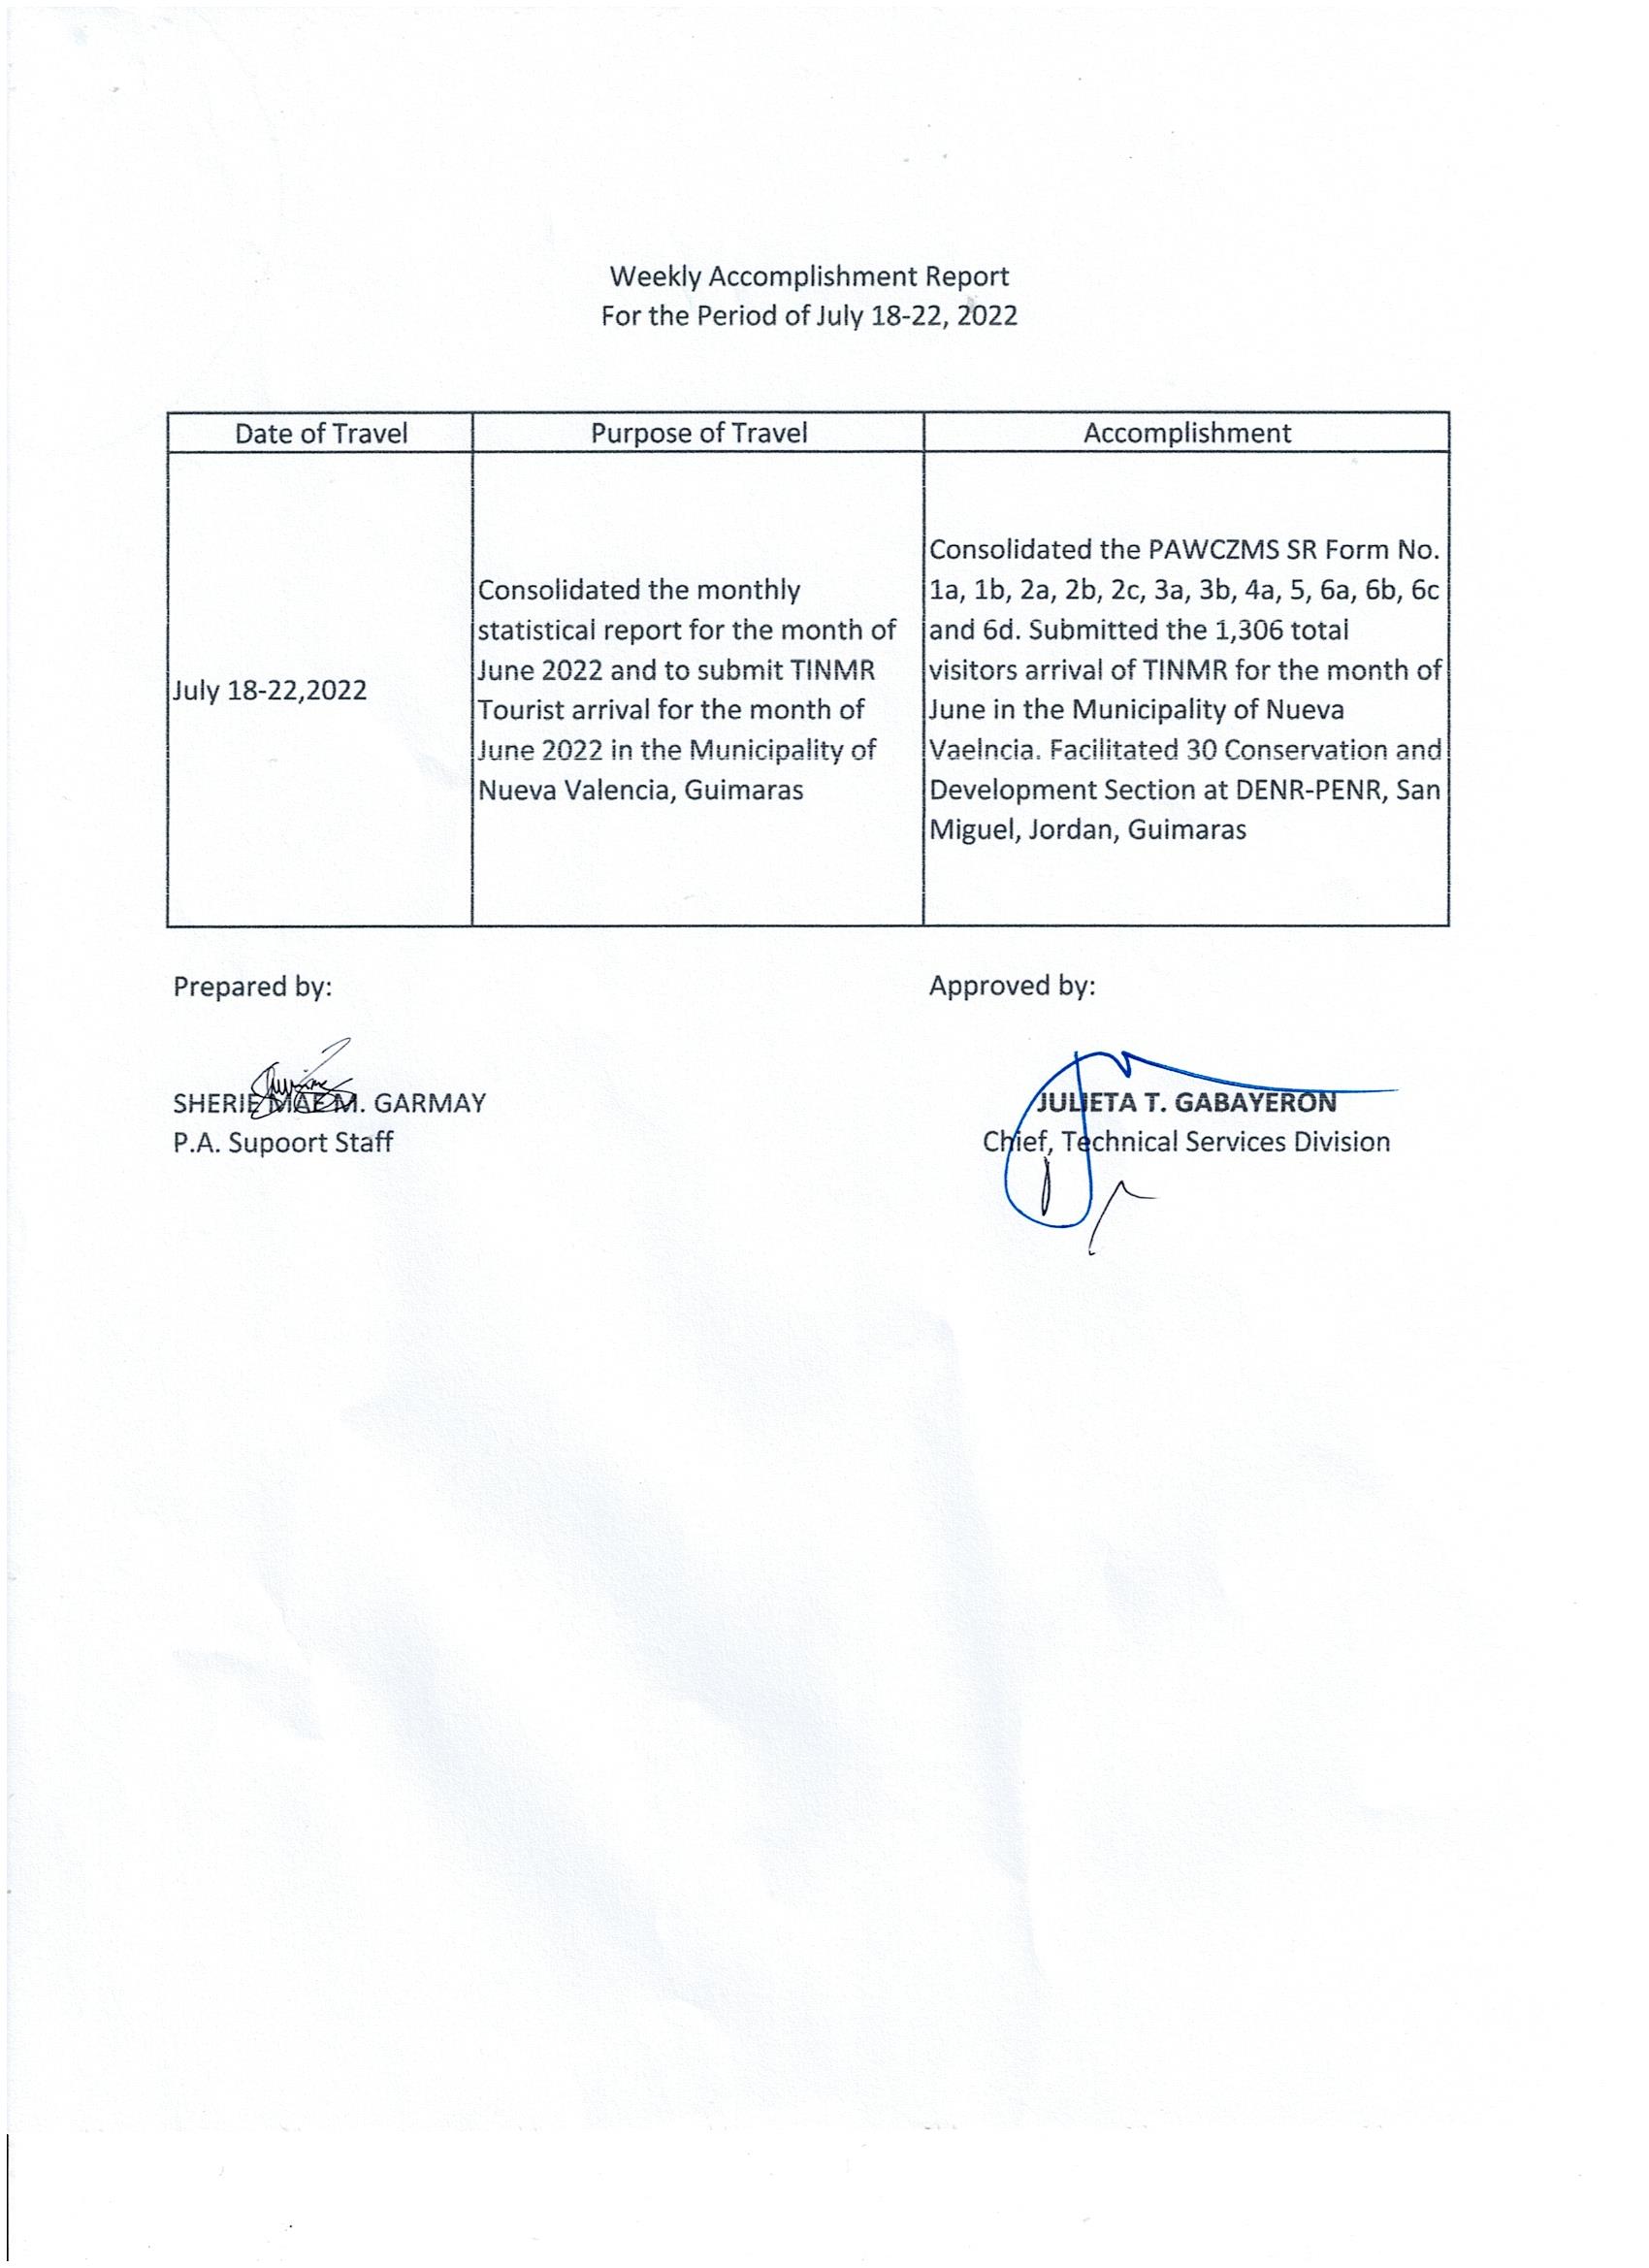 Weekly Accomplishment Report
For the Period of July 18-22, 2022
Date of Travel
Purpose of Travel
Accomplishment
July 18-22,2022
Consolidated the monthly
statistical report for the month of
June 2022 and to submit TINMR
Tourist arrival for the month of
June 2022 in the Municipality of
Nueva Valencia, Guimaras
Consolidated the PAWCZMS SR Form No.
1a, 1b, 2a, 2b, 2c, 3a, 3b, 4a, 5, 6a, 6b, 6c
and 6d. Submitted the 1,306 total
visitors arrival of TINMR for the month of
June in the Municipality of Nueva
Vaelncia. Facilitated 30 Conservation and
Development Section at DENR-PENR, San
Miguel, Jordan, Guimaras
Prepared by:
SHERIE MAE M. GARMAY
P.A. Supoort Staff
Approved by:
JULIETA T. GABAYERON
Chief, Technical Services Division